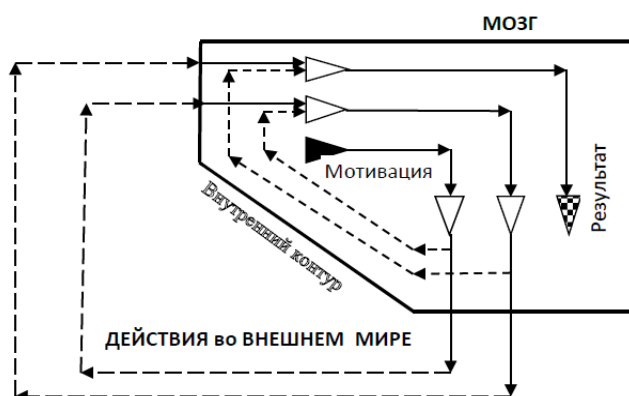 МОЗГ
Мотивация
Результат
Внутренний контур
ДЕЙСТВИЯ во ВНЕШНЕМ МИРЕ